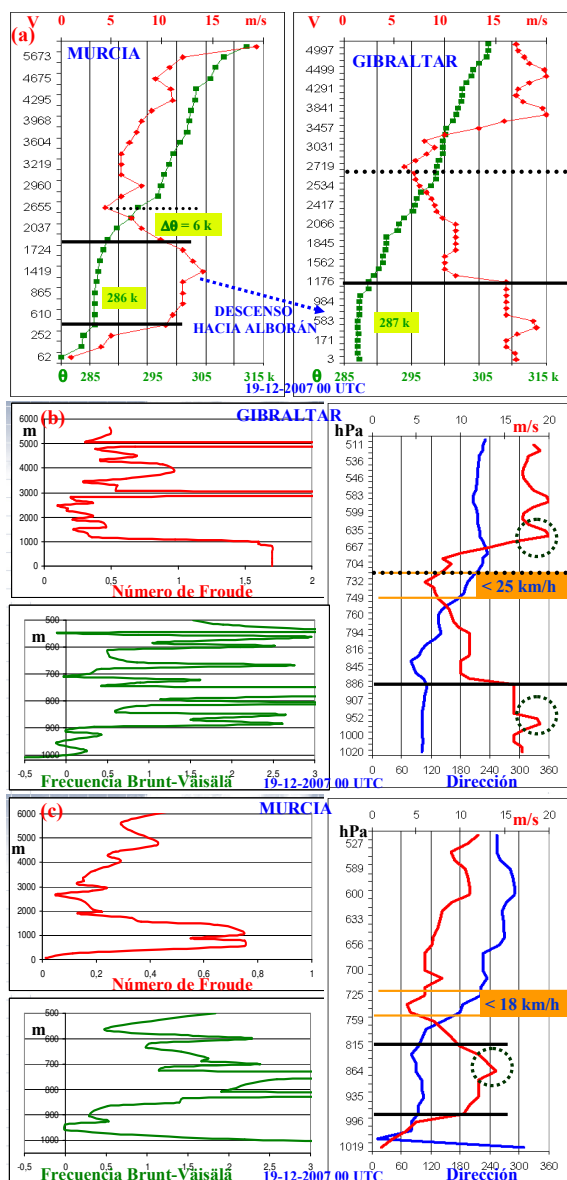 V 0 5 10 15 m/s
(a)
MURCIA
5673
4675
4295
3968
3604
3219
2960
2655
2037
1724
1419
865
610
252
62
Δθ = 6 k
286 k
DESCENSO
HACIA ALBORÁN
θ 285 295 305 315 k
V 0 5 10 15 m/s
GIBRALTAR
4997
4499
4291
3841
3457
3031
2719
2534
2417
2066
1845
1562
1176
984
583
171
3
287 k
θ 285 295 305 315 k
19-12-2007 00 UTC
GIBRALTAR
(b)
m
6000
5000
4000
3000
2000
1000
0
0 0,5 1 1,5 2
Número de Froude
m
500
600
700
800
900
1000
-0,5 0 0,5 1 1,5 2 2,5 3
Frecuencia Brunt-Väisälä
hPa
0 5 10 15 20
m/s
511
536
546
583
599
635
667
704
732
749
760
794
816
845
886
907
952
1000
1020
< 25 km/h
0 60 120 180 240 300 360
Dirección
19-12-2007 00 UTC
MURCIA
(c)
m
6000
5000
4000
3000
2000
1000
0
0 0,2 0,4 0,6 0,8 1
Número de Froude
m
500
600
700
800
900
1000
0 0,5 1 1,5 2 2,5 3
Frecuencia Brunt-Väisälä
hPa
0 5 10 15 20
m/s
527
589
600
633
656
700
725
759
815
864
935
996
1019
< 18 km/h
0 60 120 180 240 300 360
Dirección
19-12-2007 00 UTC